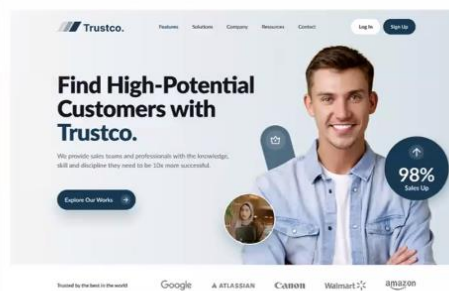 Trustco.
Features Solutions Company Resources Contact
Log In
Sign Up
Find High-Potential
Customers with
Trustco.
We provide sales teams and professionals with the knowledge,
skill and discipline they need to be 10x more successful.
Explore Our Works
98%
Sales Up
Trusted by the best in the world
Google
ATLASSIAN
Canon
Walmart
amazon